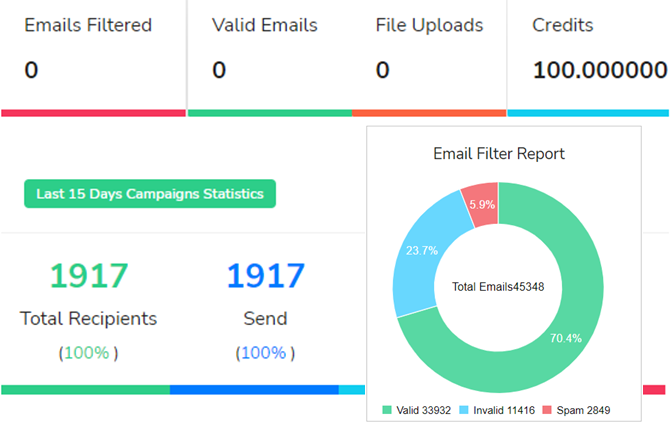 Emails Filtered
Valid Emails
File Uploads
Credits
0
0
0
100.000000
Last 15 Days Campaigns Statistics
1917
1917
Total Recipients
Send
(100% )
(100% )
Email Filter Report
5.9%
23.7%
Total Emails45348
70.4%
Valid 33932
Invalid 11416
Spam 2849